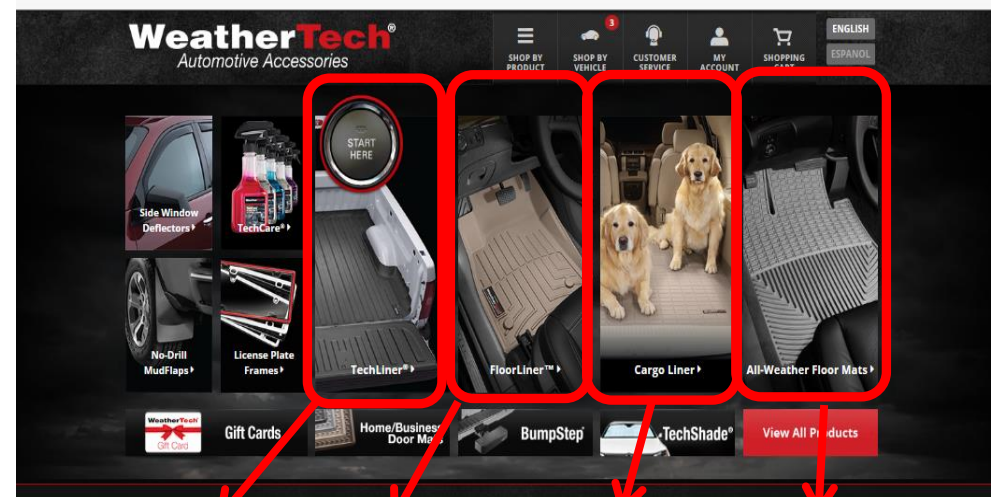 WeatherTech®
Automotive Accessories
SHOP BY
PRODUCT
3
SHOP BY
VEHICLE
CUSTOMER
SERVICE
MY
ACCOUNT
SHOPPING
CART
ENGLISH
ESPANOL
START
HERE
Side Window
Deflectors
TechCare®
No-Drill
MudFlaps
License Plate
Frames
TechLiner®
FloorLiner™
Cargo Liner
All-Weather Floor Mats
WeatherTech
Gift Card
Gift Cards
Home/Business
Door Mats
BumpStep®
TechShade®
View All Products